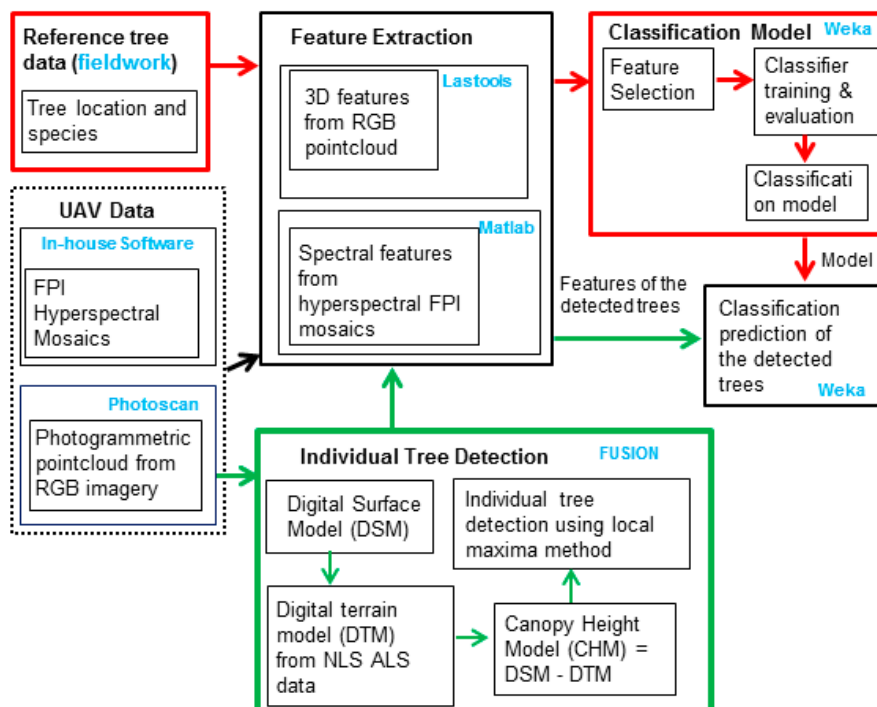 Reference tree
data (fieldwork)
Tree location and
species
UAV Data
In-house Software
FPI
Hyperspectral
Mosaics
Photoscan
Photogrammetric
pointcloud from
RGB imagery
Feature Extraction
Lastools
3D features
from RGB
pointcloud
Matlab
Spectral features
from
hyperspectral FPI
mosaics
Classification Model Weka
Feature
Selection
Classifier
training &
evaluation
Classificati
on model
Model
Features of the
detected trees
Classification
prediction of
the detected
trees
Weka
Individual Tree Detection FUSION
Digital Surface
Model (DSM)
Digital terrain
model (DTM)
from NLS ALS
data
Canopy Height
Model (CHM) =
DSM - DTM
Individual tree
detection using local
maxima method